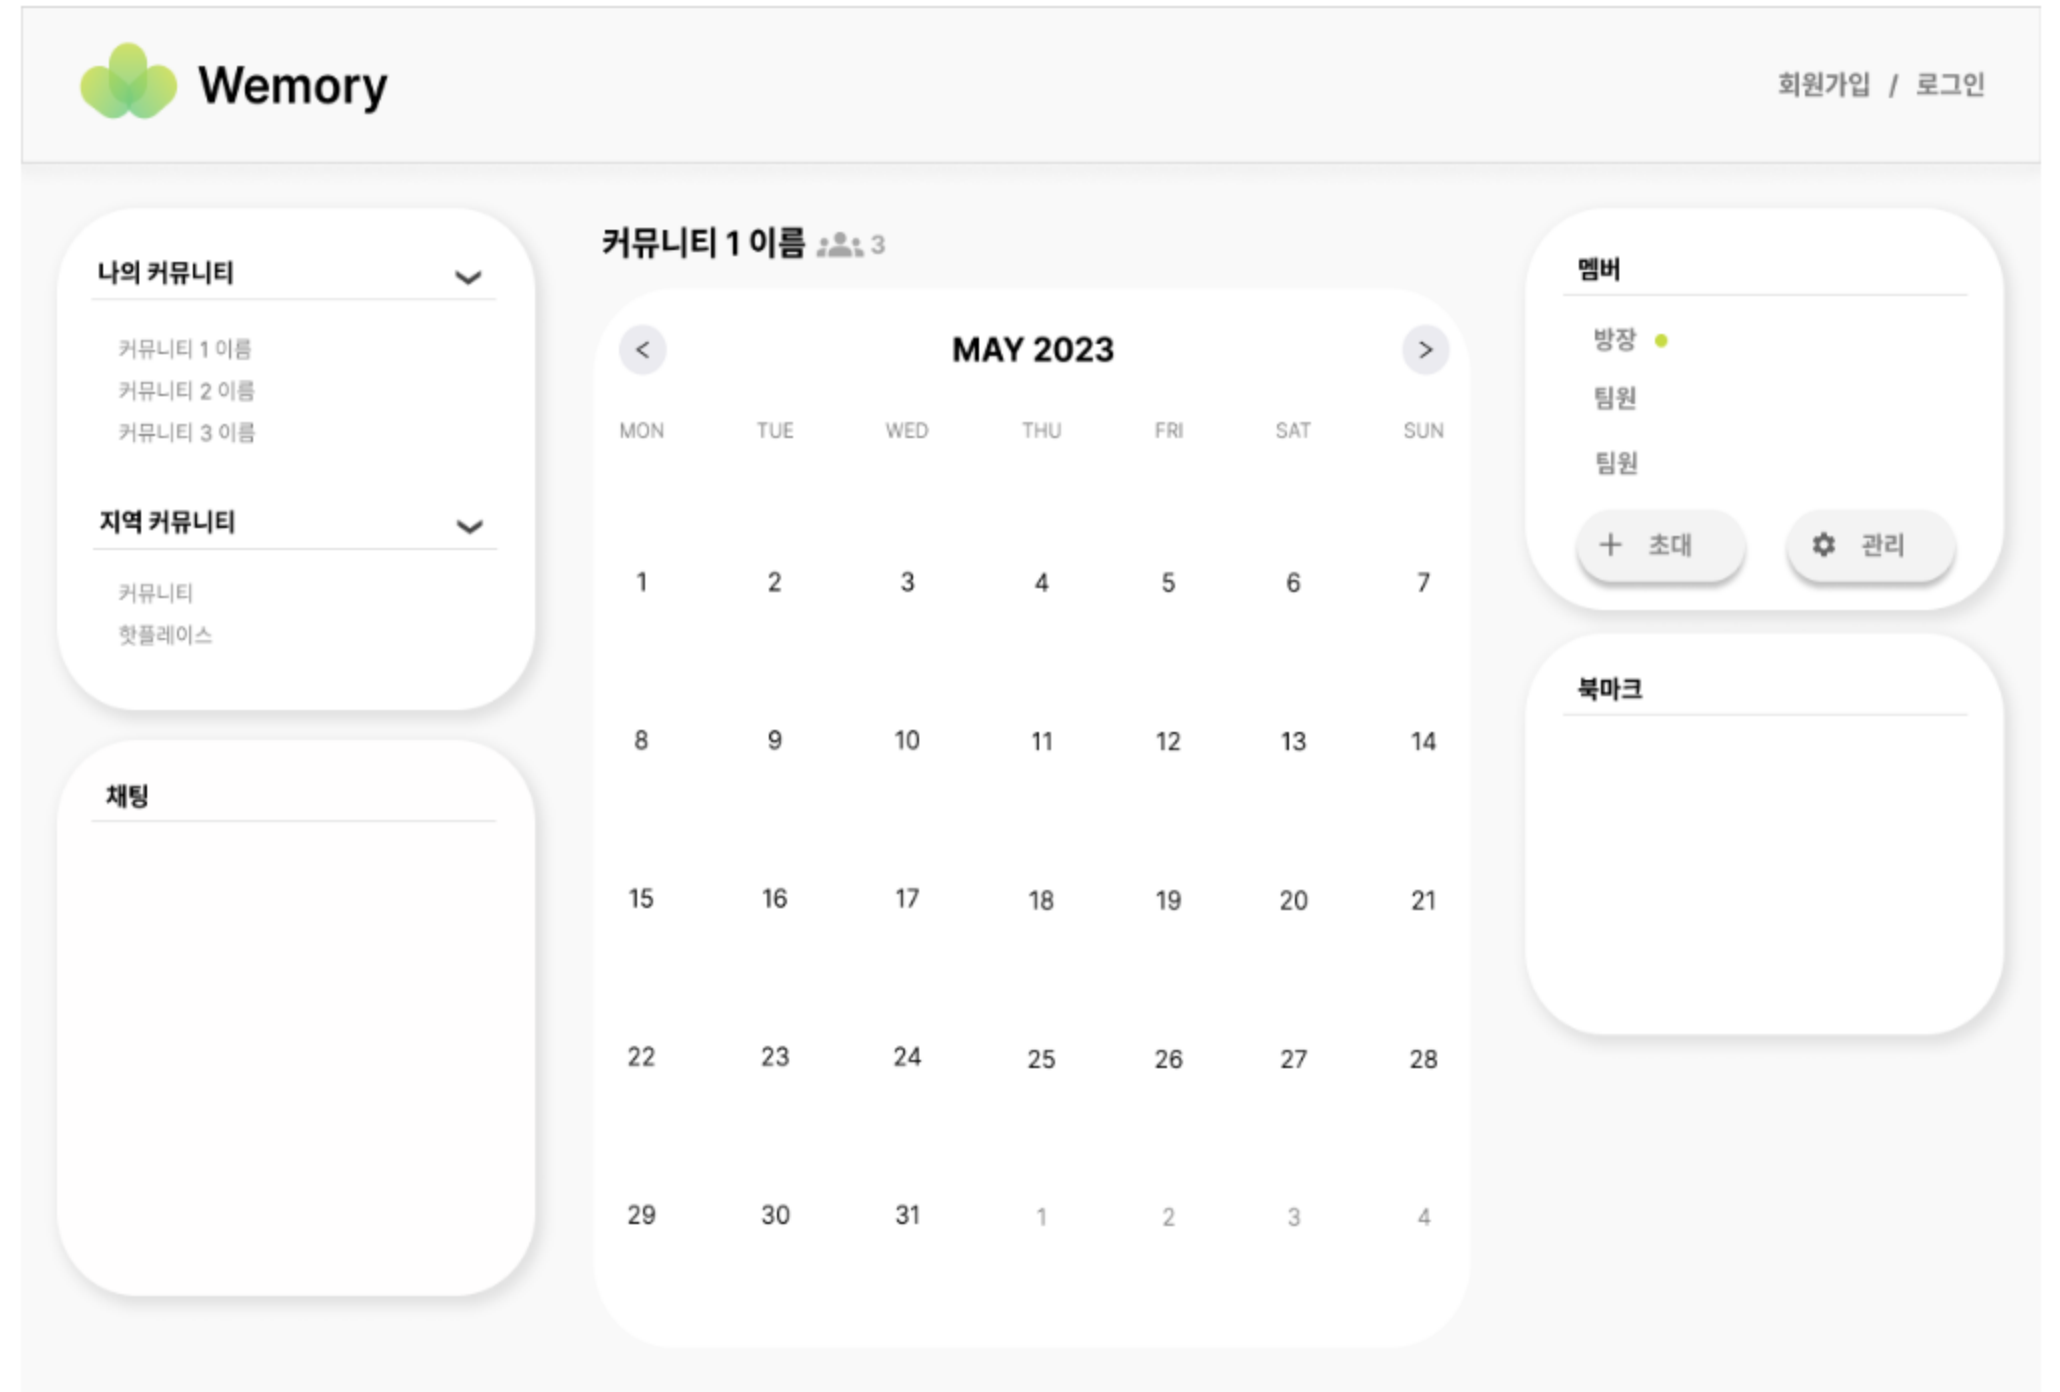 Wemory
회원가입 / 로그인
나의 커뮤니티
커뮤니티 1 이름
커뮤니티 2 이름
커뮤니티 3 이름
지역 커뮤니티
커뮤니티
핫플레이스
채팅
커뮤니티 1 이름 3
< MAY 2023 >
MON TUE WED THU FRI SAT SUN
1 2 3 4 5 6 7
8 9 10 11 12 13 14
15 16 17 18 19 20 21
22 23 24 25 26 27 28
29 30 31 1 2 3 4
멤버
방장
팀원
팀원
+ 초대 관리
북마크